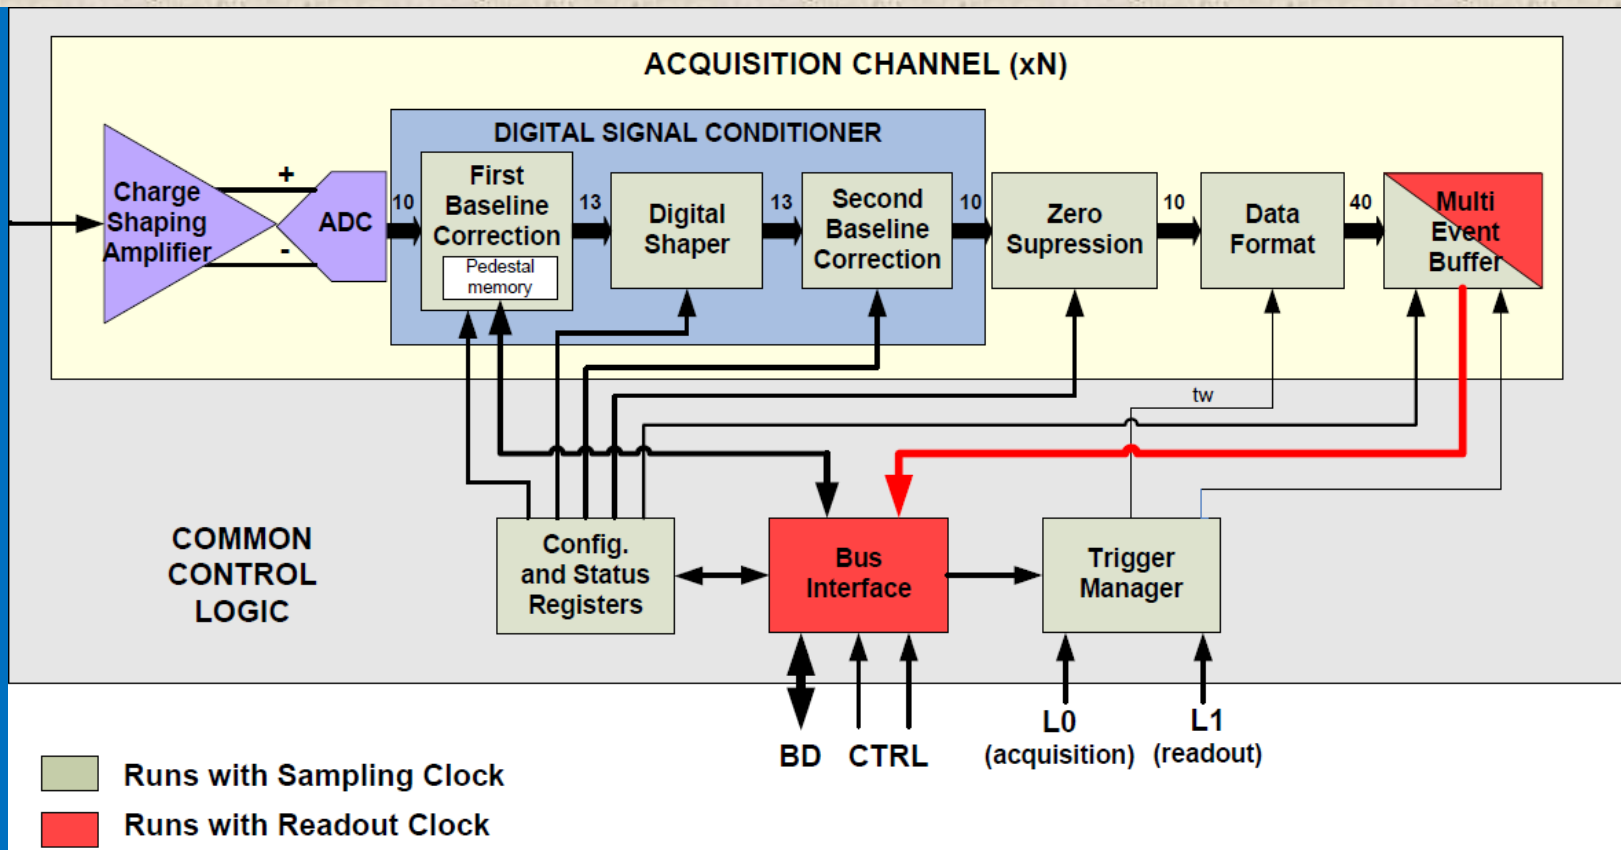 ACQUISITION CHANNEL (xN)
DIGITAL SIGNAL CONDITIONER
Charge
Shaping
Amplifier
+
-
ADC
10
First
Baseline
Correction
Pedestal
memory
13
Digital
Shaper
13
Second
Baseline
Correction
10
Zero
Supression
10
Data
Format
40
Multi
Event
Buffer
tw
COMMON
CONTROL
LOGIC
Config.
and Status
Registers
Bus
Interface
Trigger
Manager
BD
CTRL
L0
(acquisition)
L1
(readout)
Runs with Sampling Clock
Runs with Readout Clock